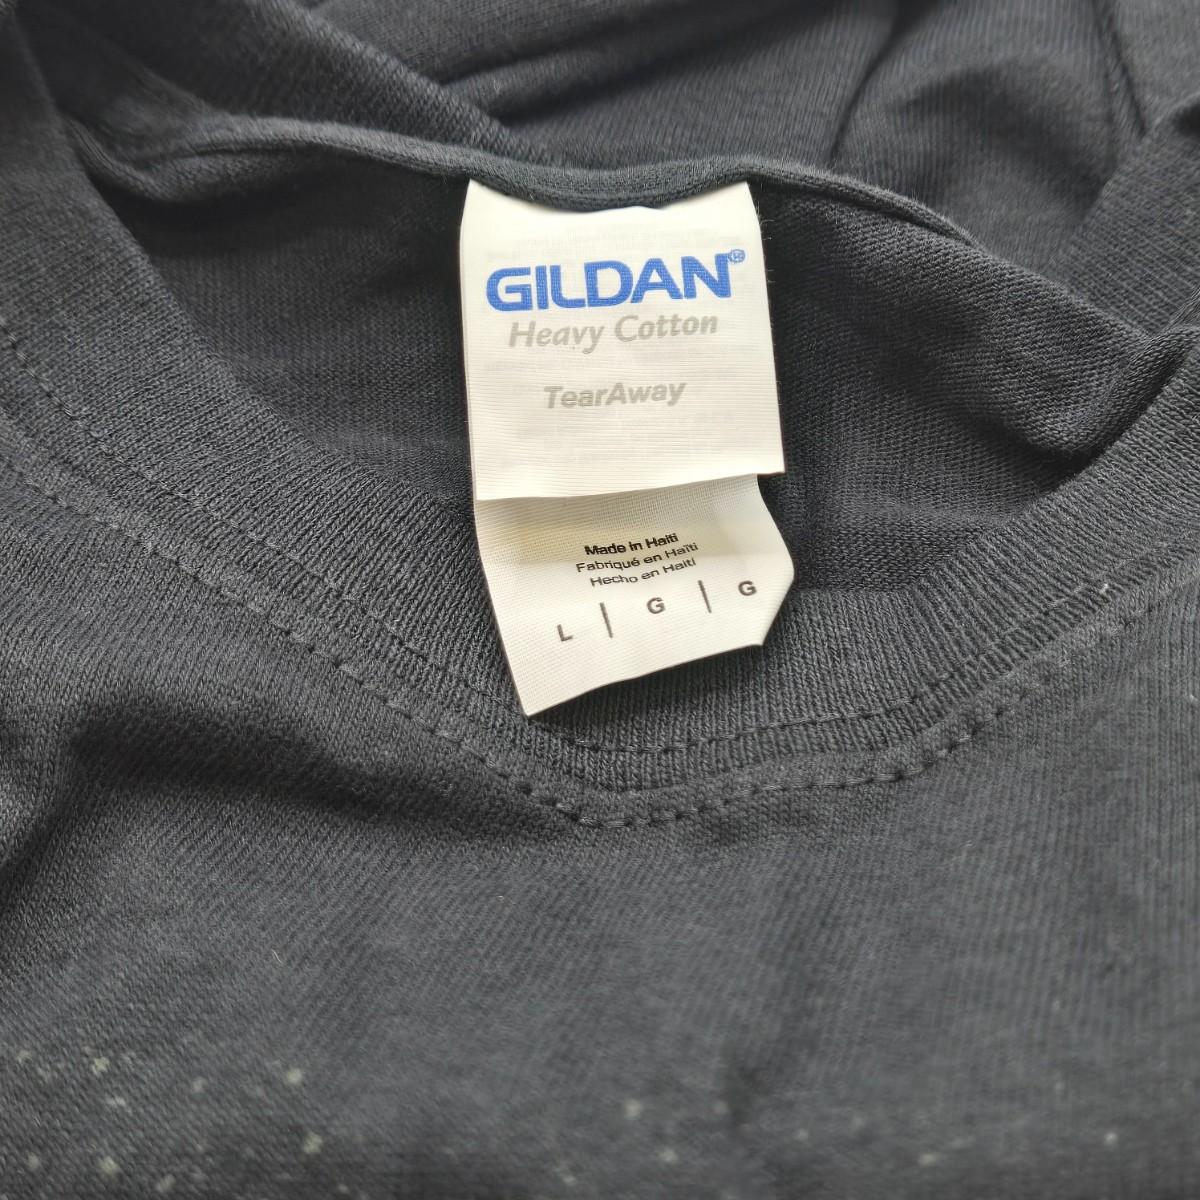 GILDAN®
Heavy Cotton
TearAway
Made in Haiti
Fabriqué en Haïti
Hecho en Haití
L | G | G